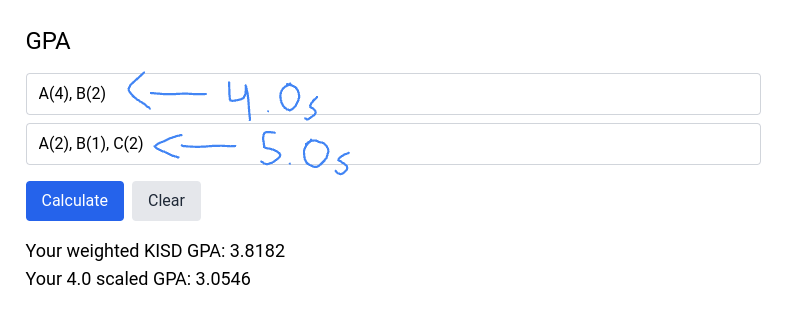 GPA
A(4), B(2) ← 4.0s
A(2), B(1), C(2) ← 5.0s
Calculate Clear
Your weighted KISD GPA: 3.8182
Your 4.0 scaled GPA: 3.0546